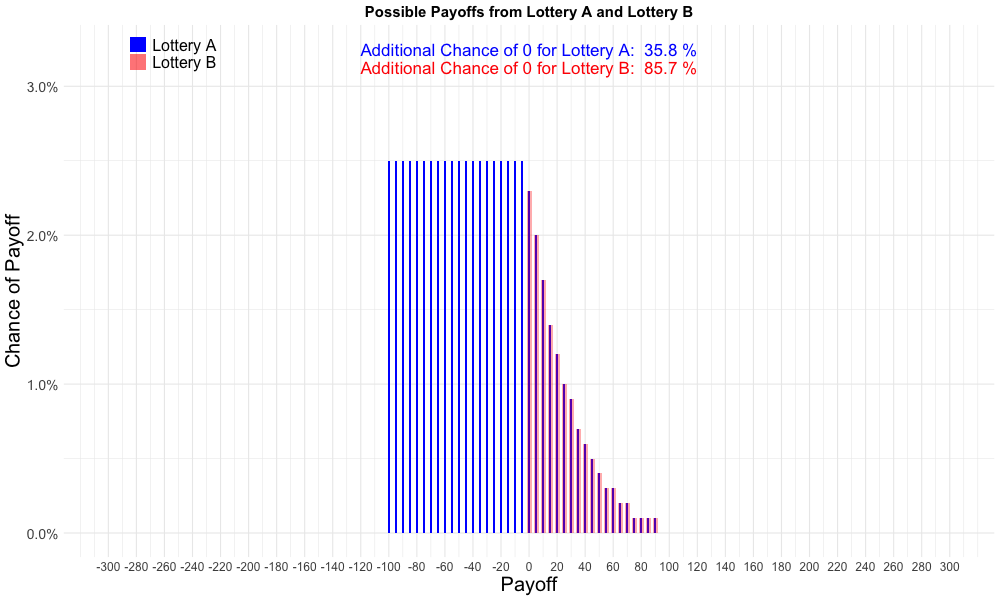 Possible Payoffs from Lottery A and Lottery B
Lottery A
Lottery B
Additional Chance of 0 for Lottery A: 35.8 %
Additional Chance of 0 for Lottery B: 85.7 %
3.0%
2.0%
1.0%
0.0%
Chance of Payoff
-300 -280 -260 -240 -220 -200 -180 -160 -140 -120 -100 -80 -60 -40 -20 0 20 40 60 80 100 120 140 160 180 200 220 240 260 280 300
Payoff